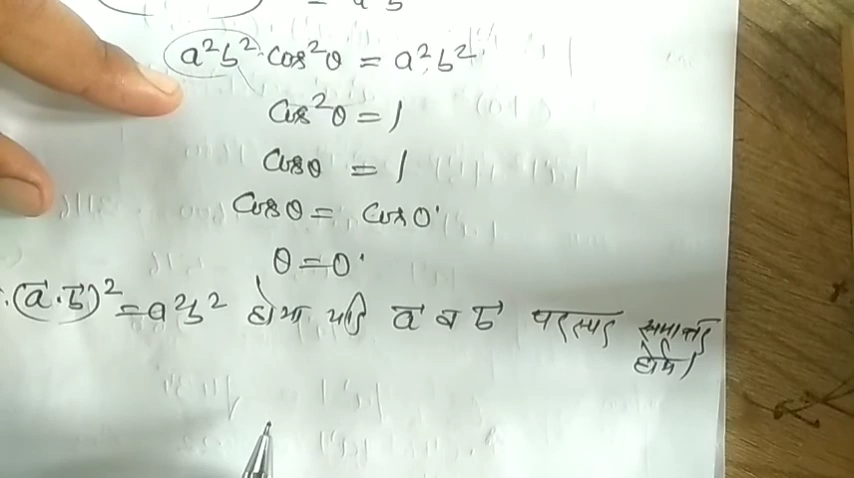 a²b²·cos²θ = a²b²
cos²θ = 1
cosθ = 1
cosθ = cos0°
θ = 0°
∴ (a⃗·b⃗)² = a²b² होगा यदि a⃗ व b⃗ परस्पर समान्तर
होंगे।